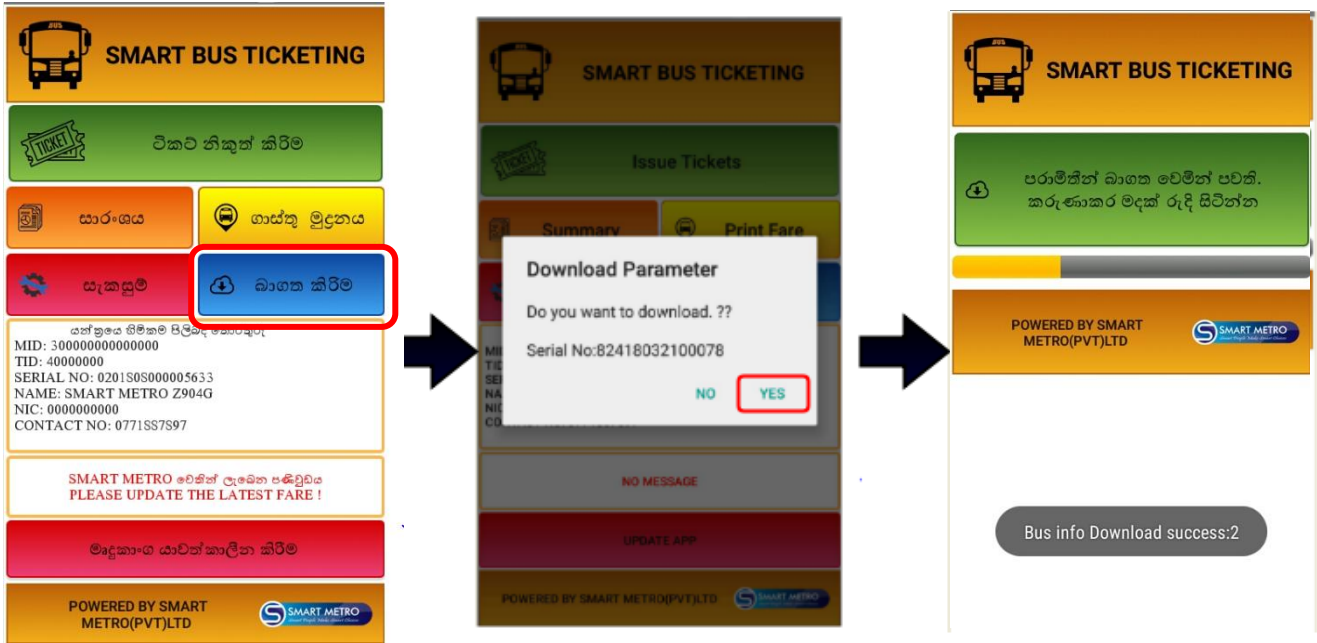 SMART BUS TICKETING
TICKET
ටිකට් නිකුත් කිරිම
සාරංශය
ගාස්තු මුද්‍රනය
සැකසුම්
බාගත කිරිම
යන්ත්‍රයෙ හිමිකම පිලිබඳ තොරතුරු
MID: 300000000000000
TID: 40000000
SERIAL NO: 0201S0S000005633
NAME: SMART METRO Z904G
NIC: 0000000000
CONTACT NO: 0771SS7S97
SMART METRO වෙතින් ලැබෙන පණිවුඩය
PLEASE UPDATE THE LATEST FARE !
මෘදුකාංග යාවත්කාලීන කිරීම
POWERED BY SMART
METRO(PVT)LTD
SMART METRO
SMART BUS TICKETING
Issue Tickets
Summary
Print Fare
Download Parameter
Do you want to download. ??
Serial No:82418032100078
NO
YES
NO MESSAGE
UPDATE APP
POWERED BY SMART METRO(PVT)LTD
SMART METRO
SMART BUS TICKETING
පරාමිතීන් බාගත වෙමින් පවති.
කරුණාකර මදක් රුදි සිටින්න
POWERED BY SMART
METRO(PVT)LTD
SMART METRO
Bus info Download success:2